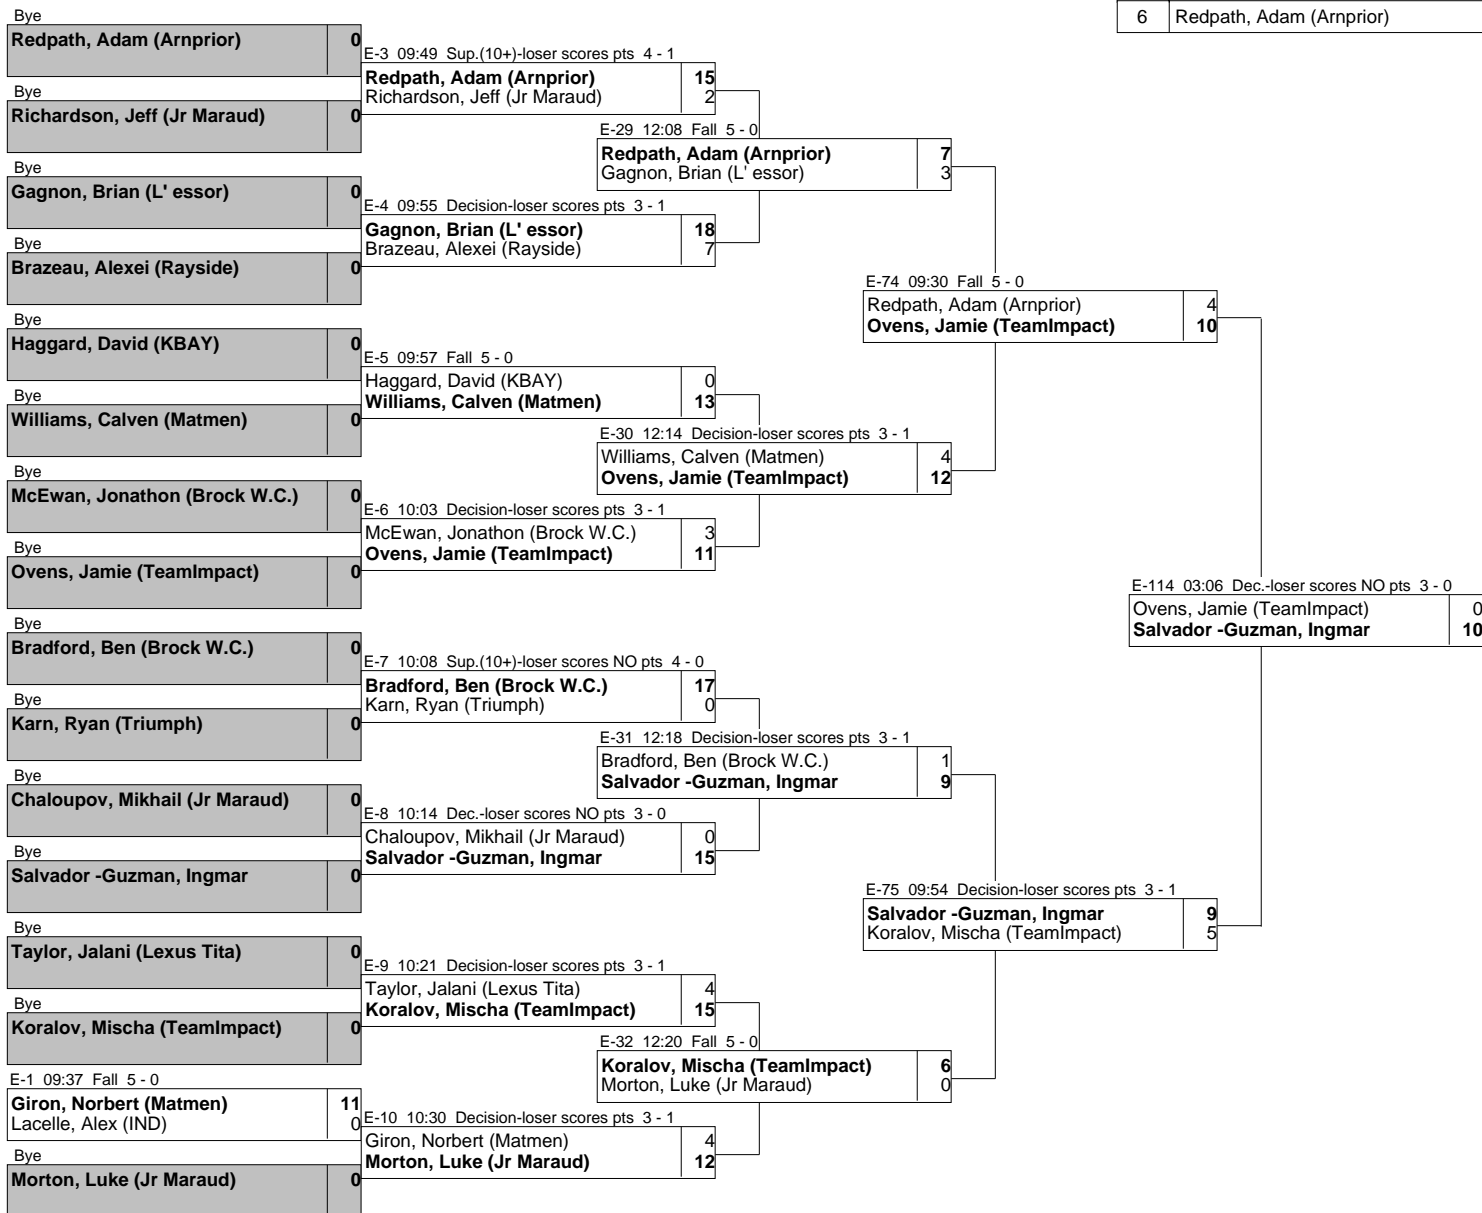 6 Redpath, Adam (Arnprior)
Bye
Redpath, Adam (Arnprior) 0
Bye
Richardson, Jeff (Jr Maraud) 0
Bye
Gagnon, Brian (L' essor) 0
Bye
Brazeau, Alexei (Rayside) 0
Bye
Haggard, David (KBAY) 0
Bye
Williams, Calven (Matmen) 0
Bye
McEwan, Jonathon (Brock W.C.) 0
Bye
Ovens, Jamie (TeamImpact) 0
Bye
Bradford, Ben (Brock W.C.) 0
Bye
Karn, Ryan (Triumph) 0
Bye
Chaloupov, Mikhail (Jr Maraud) 0
Bye
Salvador -Guzman, Ingmar 0
Bye
Taylor, Jalani (Lexus Tita) 0
Bye
Koralov, Mischa (TeamImpact) 0
E-1 09:37 Fall 5 - 0
Giron, Norbert (Matmen) 11
Lacelle, Alex (IND) 0
Bye
Morton, Luke (Jr Maraud) 0
E-3 09:49 Sup.(10+)-loser scores pts 4 - 1
Redpath, Adam (Arnprior) 15
Richardson, Jeff (Jr Maraud) 2
E-4 09:55 Decision-loser scores pts 3 - 1
Gagnon, Brian (L' essor) 18
Brazeau, Alexei (Rayside) 7
E-5 09:57 Fall 5 - 0
Haggard, David (KBAY) 0
Williams, Calven (Matmen) 13
E-6 10:03 Decision-loser scores pts 3 - 1
McEwan, Jonathon (Brock W.C.) 3
Ovens, Jamie (TeamImpact) 11
E-7 10:08 Sup.(10+)-loser scores NO pts 4 - 0
Bradford, Ben (Brock W.C.) 17
Karn, Ryan (Triumph) 0
E-8 10:14 Dec.-loser scores NO pts 3 - 0
Chaloupov, Mikhail (Jr Maraud) 0
Salvador -Guzman, Ingmar 15
E-9 10:21 Decision-loser scores pts 3 - 1
Taylor, Jalani (Lexus Tita) 4
Koralov, Mischa (TeamImpact) 15
E-10 10:30 Decision-loser scores pts 3 - 1
Giron, Norbert (Matmen) 4
Morton, Luke (Jr Maraud) 12
E-29 12:08 Fall 5 - 0
Redpath, Adam (Arnprior) 7
Gagnon, Brian (L' essor) 3
E-30 12:14 Decision-loser scores pts 3 - 1
Williams, Calven (Matmen) 4
Ovens, Jamie (TeamImpact) 12
E-31 12:18 Decision-loser scores pts 3 - 1
Bradford, Ben (Brock W.C.) 1
Salvador -Guzman, Ingmar 9
E-32 12:20 Fall 5 - 0
Koralov, Mischa (TeamImpact) 6
Morton, Luke (Jr Maraud) 0
E-74 09:30 Fall 5 - 0
Redpath, Adam (Arnprior) 4
Ovens, Jamie (TeamImpact) 10
E-75 09:54 Decision-loser scores pts 3 - 1
Salvador -Guzman, Ingmar 9
Koralov, Mischa (TeamImpact) 5
E-114 03:06 Dec.-loser scores NO pts 3 - 0
Ovens, Jamie (TeamImpact) 0
Salvador -Guzman, Ingmar 10